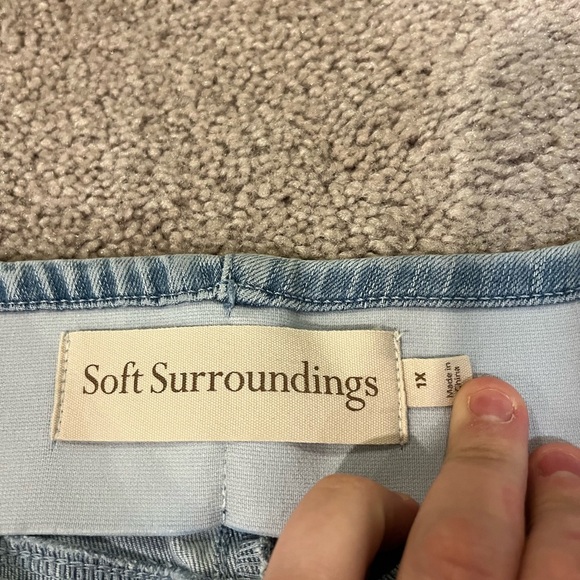 Soft Surroundings
1X
Made in
China